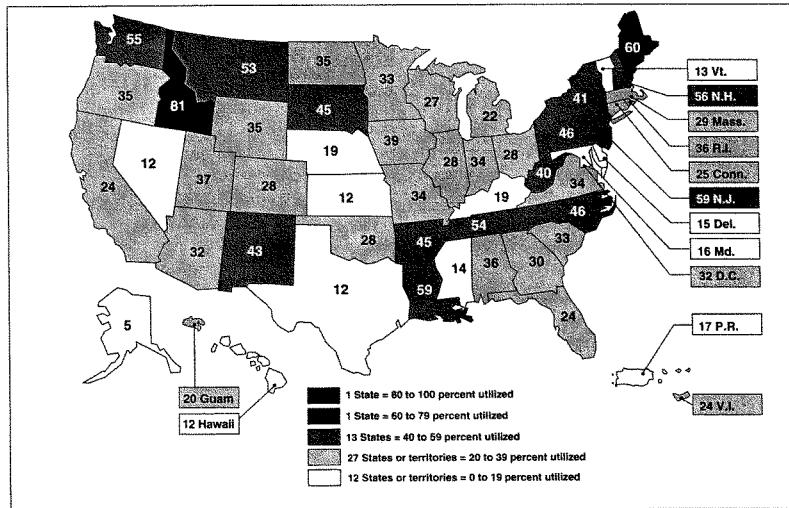 55
53
35
33
60
13 Vt.
35
81
45
27
22
41
56 N.H.
29 Mass.
36 R.I.
25 Conn.
35
39
46
59 N.J.
12
19
28
34
28
40
15 Del.
24
37
28
12
34
19
34
16 Md.
32 D.C.
54
46
32
43
28
45
33
12
59
14
36
30
24
5
17 P.R.
20 Guam
24 V.I.
12 Hawaii
1 State = 80 to 100 percent utilized
1 State = 60 to 79 percent utilized
13 States = 40 to 59 percent utilized
27 States or territories = 20 to 39 percent utilized
12 States or territories = 0 to 19 percent utilized